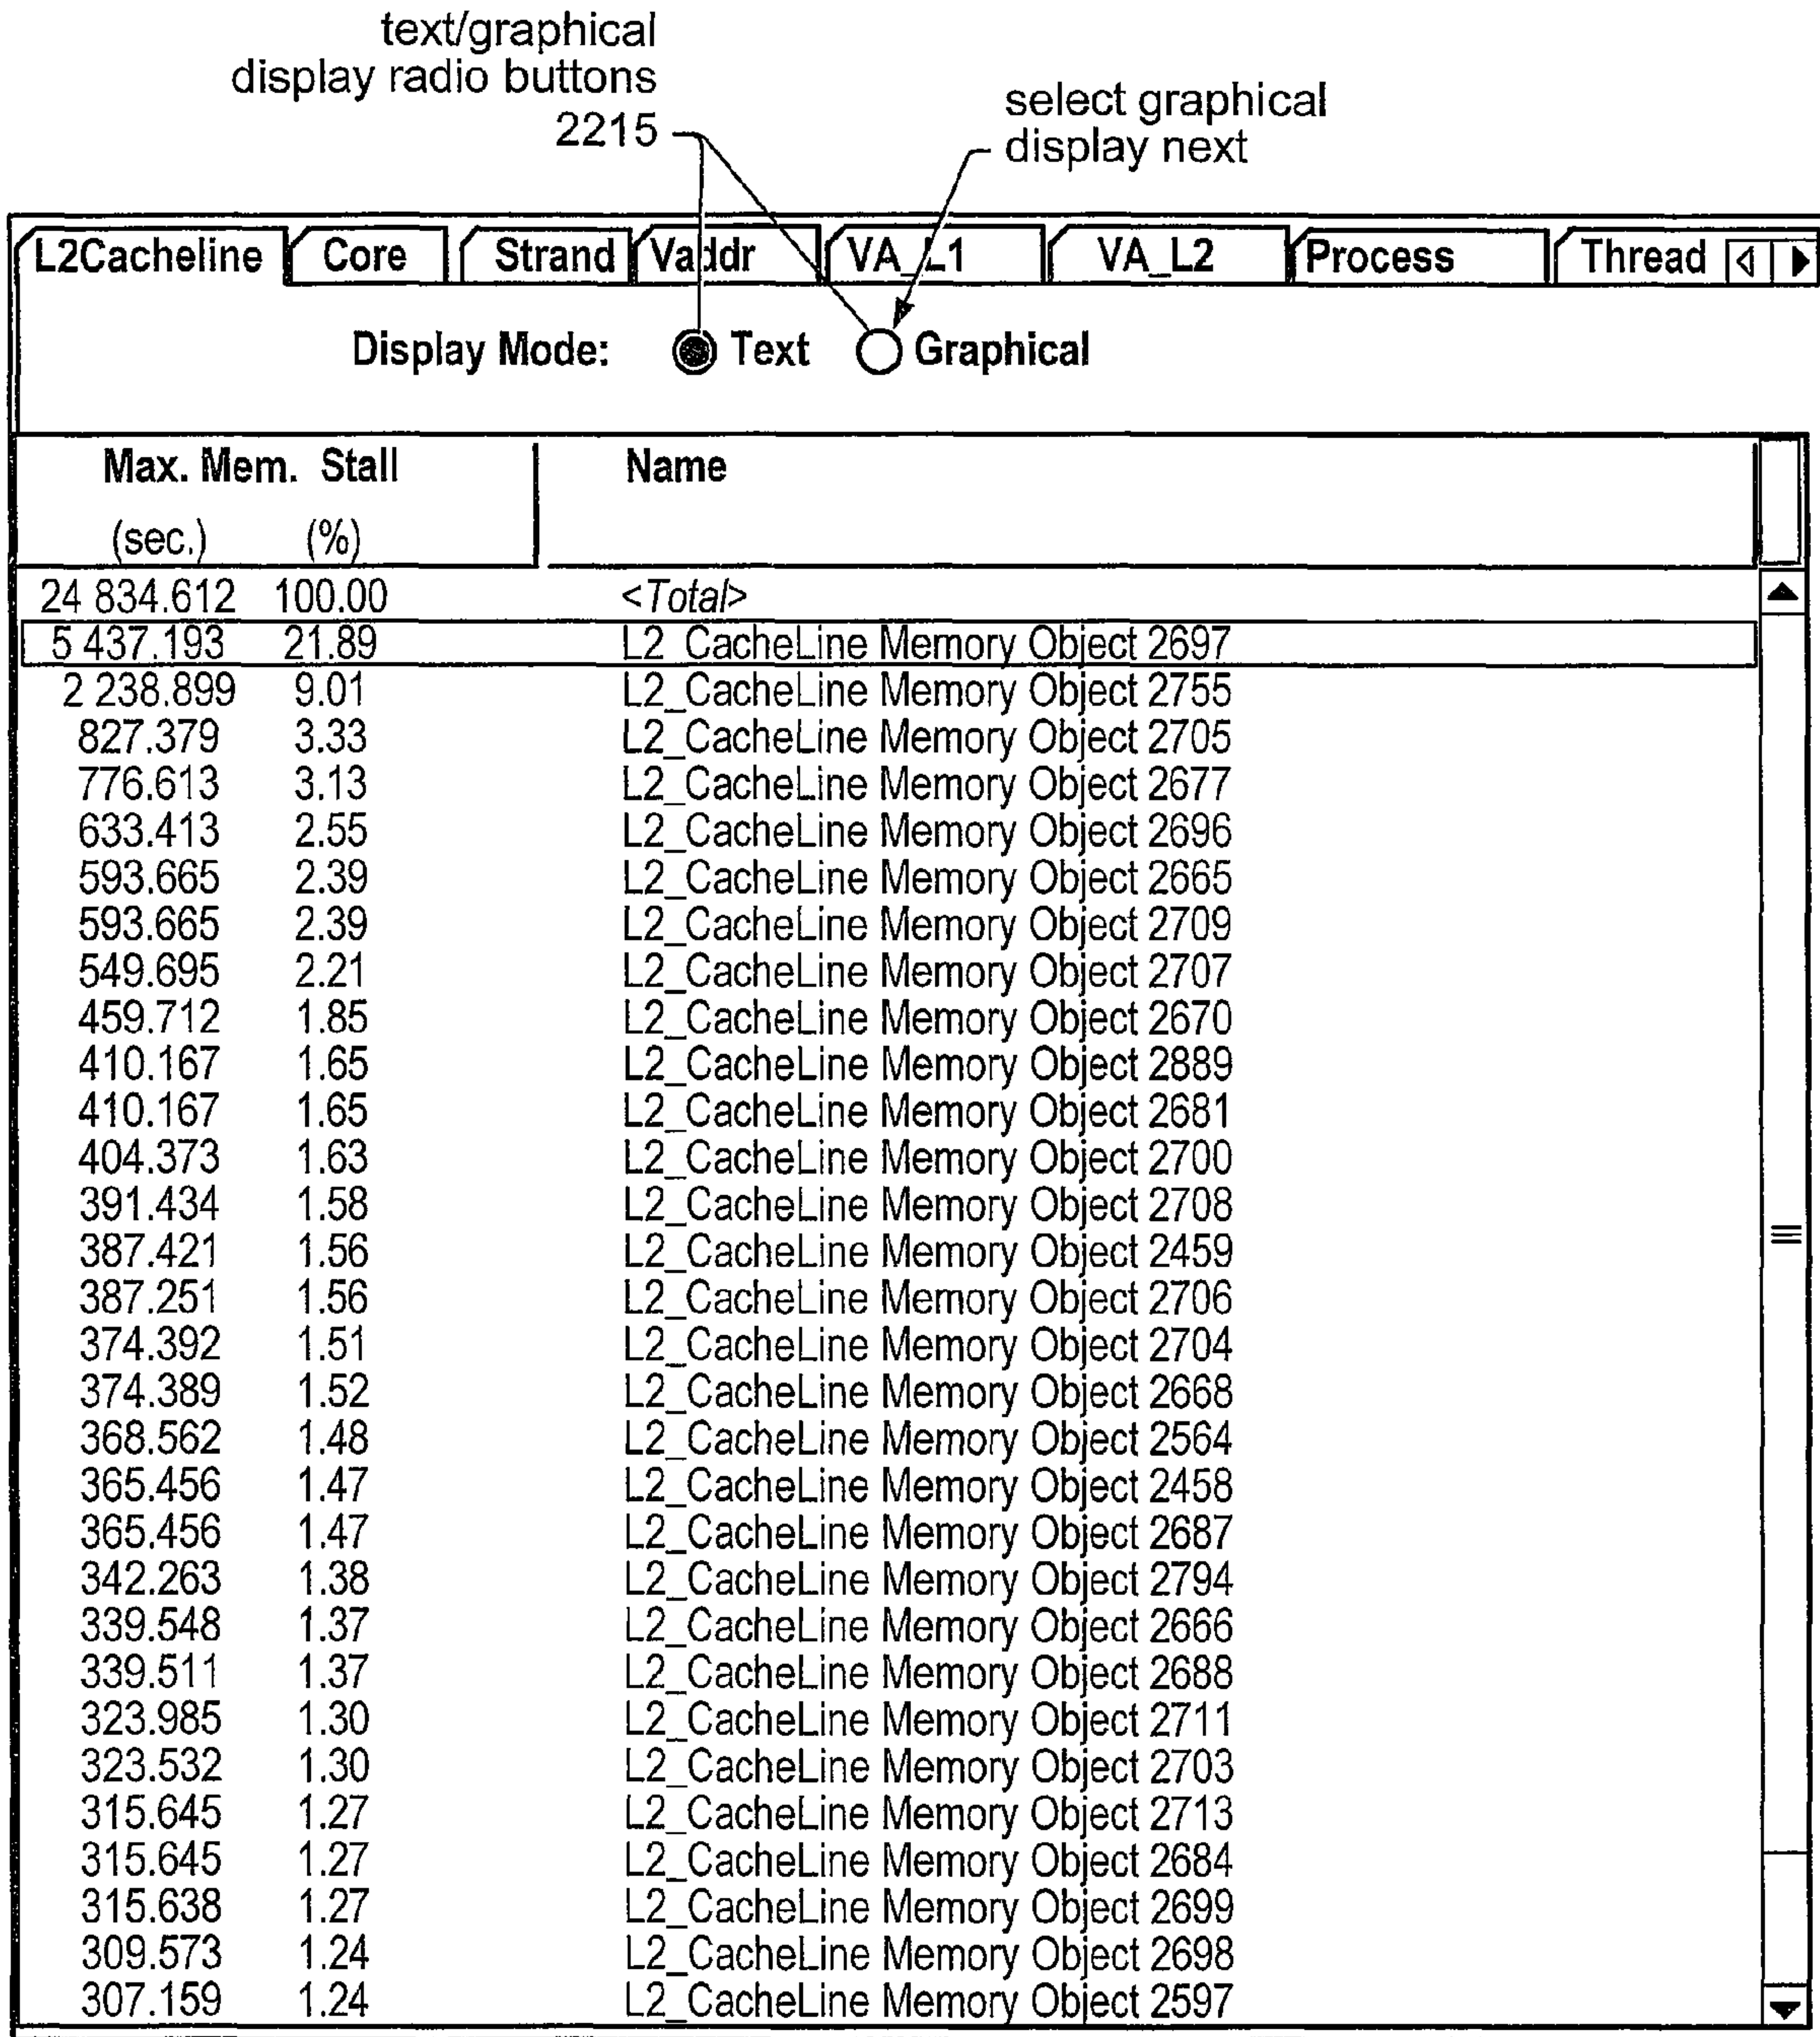 text/graphical
display radio buttons
2215
select graphical
display next
L2Cacheline Core Strand Vaddr VA_L1 VA_L2 Process Thread
Display Mode: Text Graphical
Max. Mem. Stall Name
(sec.) (%)
24 834.612 100.00 <Total>
5 437.193 21.89 L2_CacheLine Memory Object 2697
2 238.899 9.01 L2_CacheLine Memory Object 2755
827.379 3.33 L2_CacheLine Memory Object 2705
776.613 3.13 L2_CacheLine Memory Object 2677
633.413 2.55 L2_CacheLine Memory Object 2696
593.665 2.39 L2_CacheLine Memory Object 2665
593.665 2.39 L2_CacheLine Memory Object 2709
549.695 2.21 L2_CacheLine Memory Object 2707
459.712 1.85 L2_CacheLine Memory Object 2670
410.167 1.65 L2_CacheLine Memory Object 2889
410.167 1.65 L2_CacheLine Memory Object 2681
404.373 1.63 L2_CacheLine Memory Object 2700
391.434 1.58 L2_CacheLine Memory Object 2708
387.421 1.56 L2_CacheLine Memory Object 2459
387.251 1.56 L2_CacheLine Memory Object 2706
374.392 1.51 L2_CacheLine Memory Object 2704
374.389 1.52 L2_CacheLine Memory Object 2668
368.562 1.48 L2_CacheLine Memory Object 2564
365.456 1.47 L2_CacheLine Memory Object 2458
365.456 1.47 L2_CacheLine Memory Object 2687
342.263 1.38 L2_CacheLine Memory Object 2794
339.548 1.37 L2_CacheLine Memory Object 2666
339.511 1.37 L2_CacheLine Memory Object 2688
323.985 1.30 L2_CacheLine Memory Object 2711
323.532 1.30 L2_CacheLine Memory Object 2703
315.645 1.27 L2_CacheLine Memory Object 2713
315.645 1.27 L2_CacheLine Memory Object 2684
315.638 1.27 L2_CacheLine Memory Object 2699
309.573 1.24 L2_CacheLine Memory Object 2698
307.159 1.24 L2_CacheLine Memory Object 2597